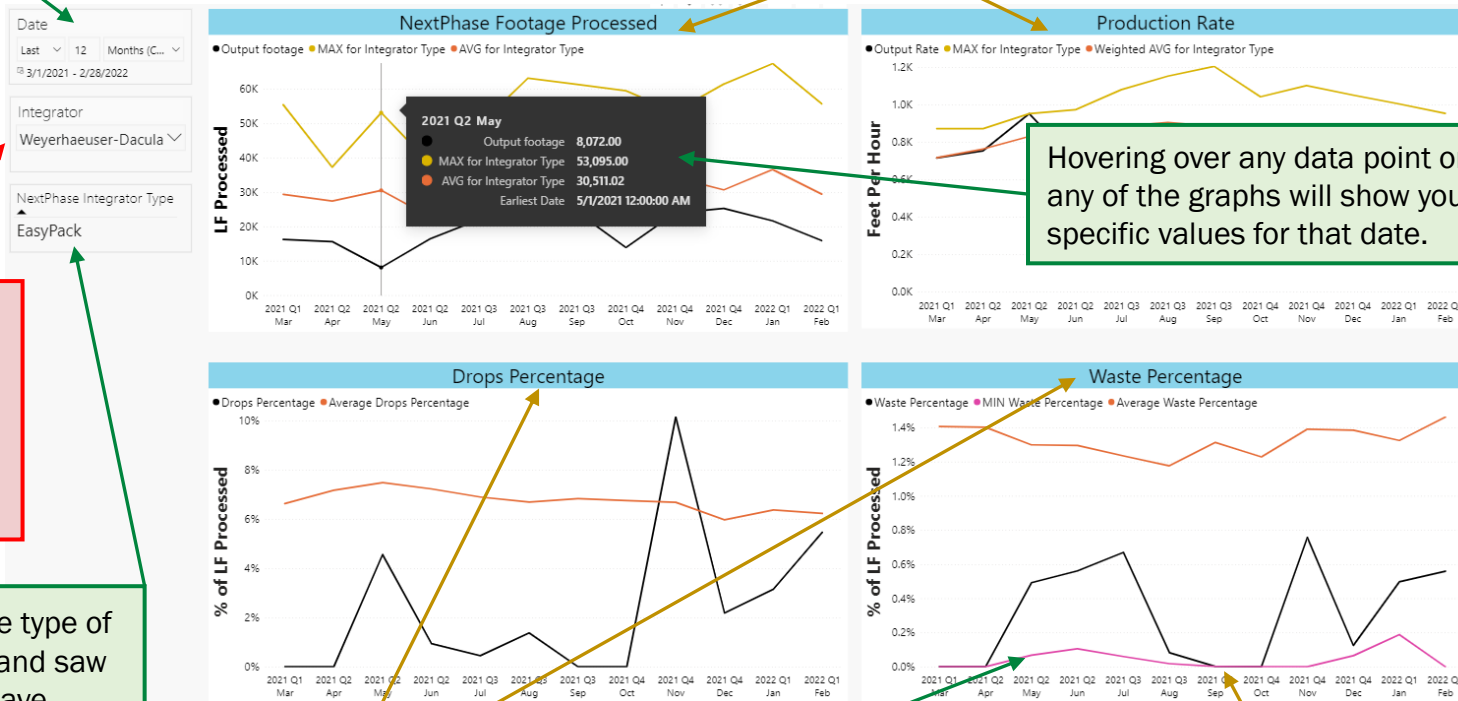 Date
Last 12 Months (C...
3/1/2021 - 2/28/2022
Integrator
Weyerhaeuser-Dacula
NextPhase Integrator Type
EasyPack
NextPhase Footage Processed
Output footage MAX for Integrator Type AVG for Integrator Type
LF Processed
60K
50K
40K
30K
20K
10K
0K
2021 Q1 2021 Q2 2021 Q2 2021 Q2 2021 Q3 2021 Q3 2021 Q3 2021 Q4 2021 Q4 2021 Q4 2022 Q1 2022 Q1
Mar Apr May Jun Jul Aug Sep Oct Nov Dec Jan Feb
2021 Q2 May
Output footage 8,072.00
MAX for Integrator Type 53,095.00
AVG for Integrator Type 30,511.02
Earliest Date 5/1/2021 12:00:00 AM
Production Rate
Output Rate MAX for Integrator Type Weighted AVG for Integrator Type
Feet Per Hour
1.2K
1.0K
0.8K
0.6K
0.4K
0.2K
0.0K
2021 Q1 2021 Q2 2021 Q2 2021 Q2 2021 Q3 2021 Q3 2021 Q3 2021 Q4 2021 Q4 2021 Q4 2022 Q1 2022 Q
Mar Apr May Jun Jul Aug Sep Oct Nov Dec Jan Feb
Hovering over any data point o
any of the graphs will show you
specific values for that date.
Drops Percentage
Drops Percentage Average Drops Percentage
% of LF Processed
10%
8%
6%
4%
2%
0%
2021 Q1 2021 Q2 2021 Q2 2021 Q2 2021 Q3 2021 Q3 2021 Q3 2021 Q4 2021 Q4 2021 Q4 2022 Q1 2022 Q1
Mar Apr May Jun Jul Aug Sep Oct Nov Dec Jan Feb
Waste Percentage
Waste Percentage MIN Waste Percentage Average Waste Percentage
% of LF Processed
1.4%
1.2%
1.0%
0.8%
0.6%
0.4%
0.2%
0.0%
2021 Q1 2021 Q2 2021 Q2 2021 Q2 2021 Q3 2021 Q3 2021 Q3 2021 Q4 2021 Q4 2021 Q4 2022 Q1 2022 Q
Mar Apr May Jun Jul Aug Sep Oct Nov Dec Jan Feb
e type of
and saw
ave